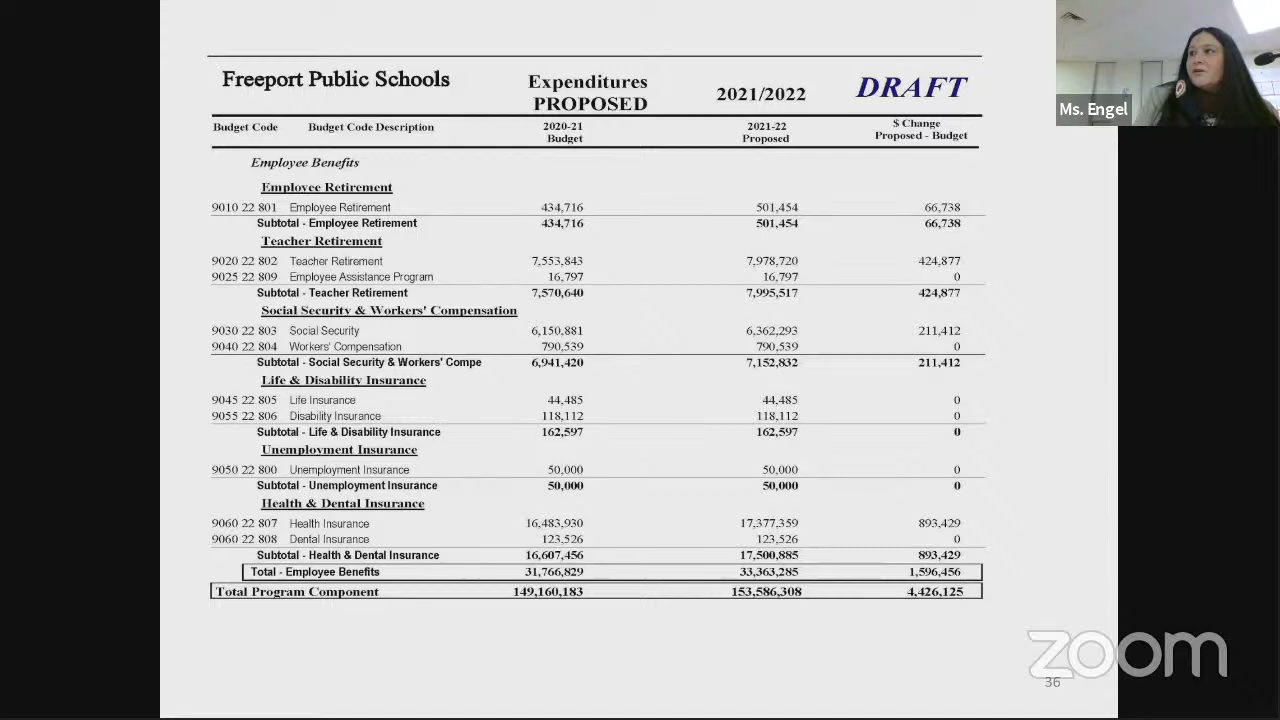 Freeport Public Schools
Expenditures
PROPOSED
2021/2022
DRAFT
Ms. Engel
Budget Code Budget Code Description 2020-21 Budget 2021-22 Proposed $ Change Proposed - Budget
Employee Benefits
Employee Retirement
9010 22 801 Employee Retirement 434,716 501,454 66,738
Subtotal - Employee Retirement 434,716 501,454 66,738
Teacher Retirement
9020 22 802 Teacher Retirement 7,553,843 7,978,720 424,877
9025 22 809 Employee Assistance Program 16,797 16,797 0
Subtotal - Teacher Retirement 7,570,640 7,995,517 424,877
Social Security & Workers' Compensation
9030 22 803 Social Security 6,150,881 6,362,293 211,412
9040 22 804 Workers' Compensation 790,539 790,539 0
Subtotal - Social Security & Workers' Compe 6,941,420 7,152,832 211,412
Life & Disability Insurance
9045 22 805 Life Insurance 44,485 44,485 0
9055 22 806 Disability Insurance 118,112 118,112 0
Subtotal - Life & Disability Insurance 162,597 162,597 0
Unemployment Insurance
9050 22 800 Unemployment Insurance 50,000 50,000 0
Subtotal - Unemployment Insurance 50,000 50,000 0
Health & Dental Insurance
9060 22 807 Health Insurance 16,483,930 17,377,359 893,429
9060 22 808 Dental Insurance 123,526 123,526 0
Subtotal - Health & Dental Insurance 16,607,456 17,500,885 893,429
Total - Employee Benefits 31,766,829 33,363,285 1,596,456
Total Program Component 149,160,183 153,586,308 4,426,125
zoom
36